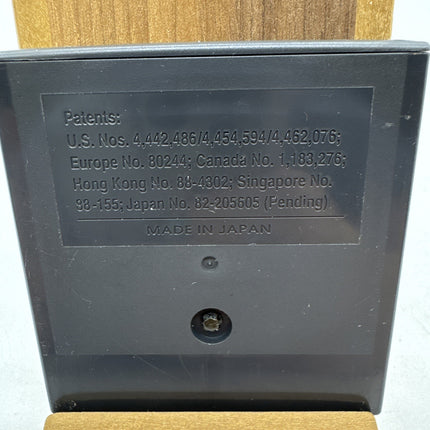 Patents:
U.S. Nos. 4,442,486/4,454,594/4,462,076;
Europe No. 80244; Canada No. 1,183,276;
Hong Kong No. 88-4302; Singapore No.
88-155; Japan No. 82-205605 (Pending)
MADE IN JAPAN